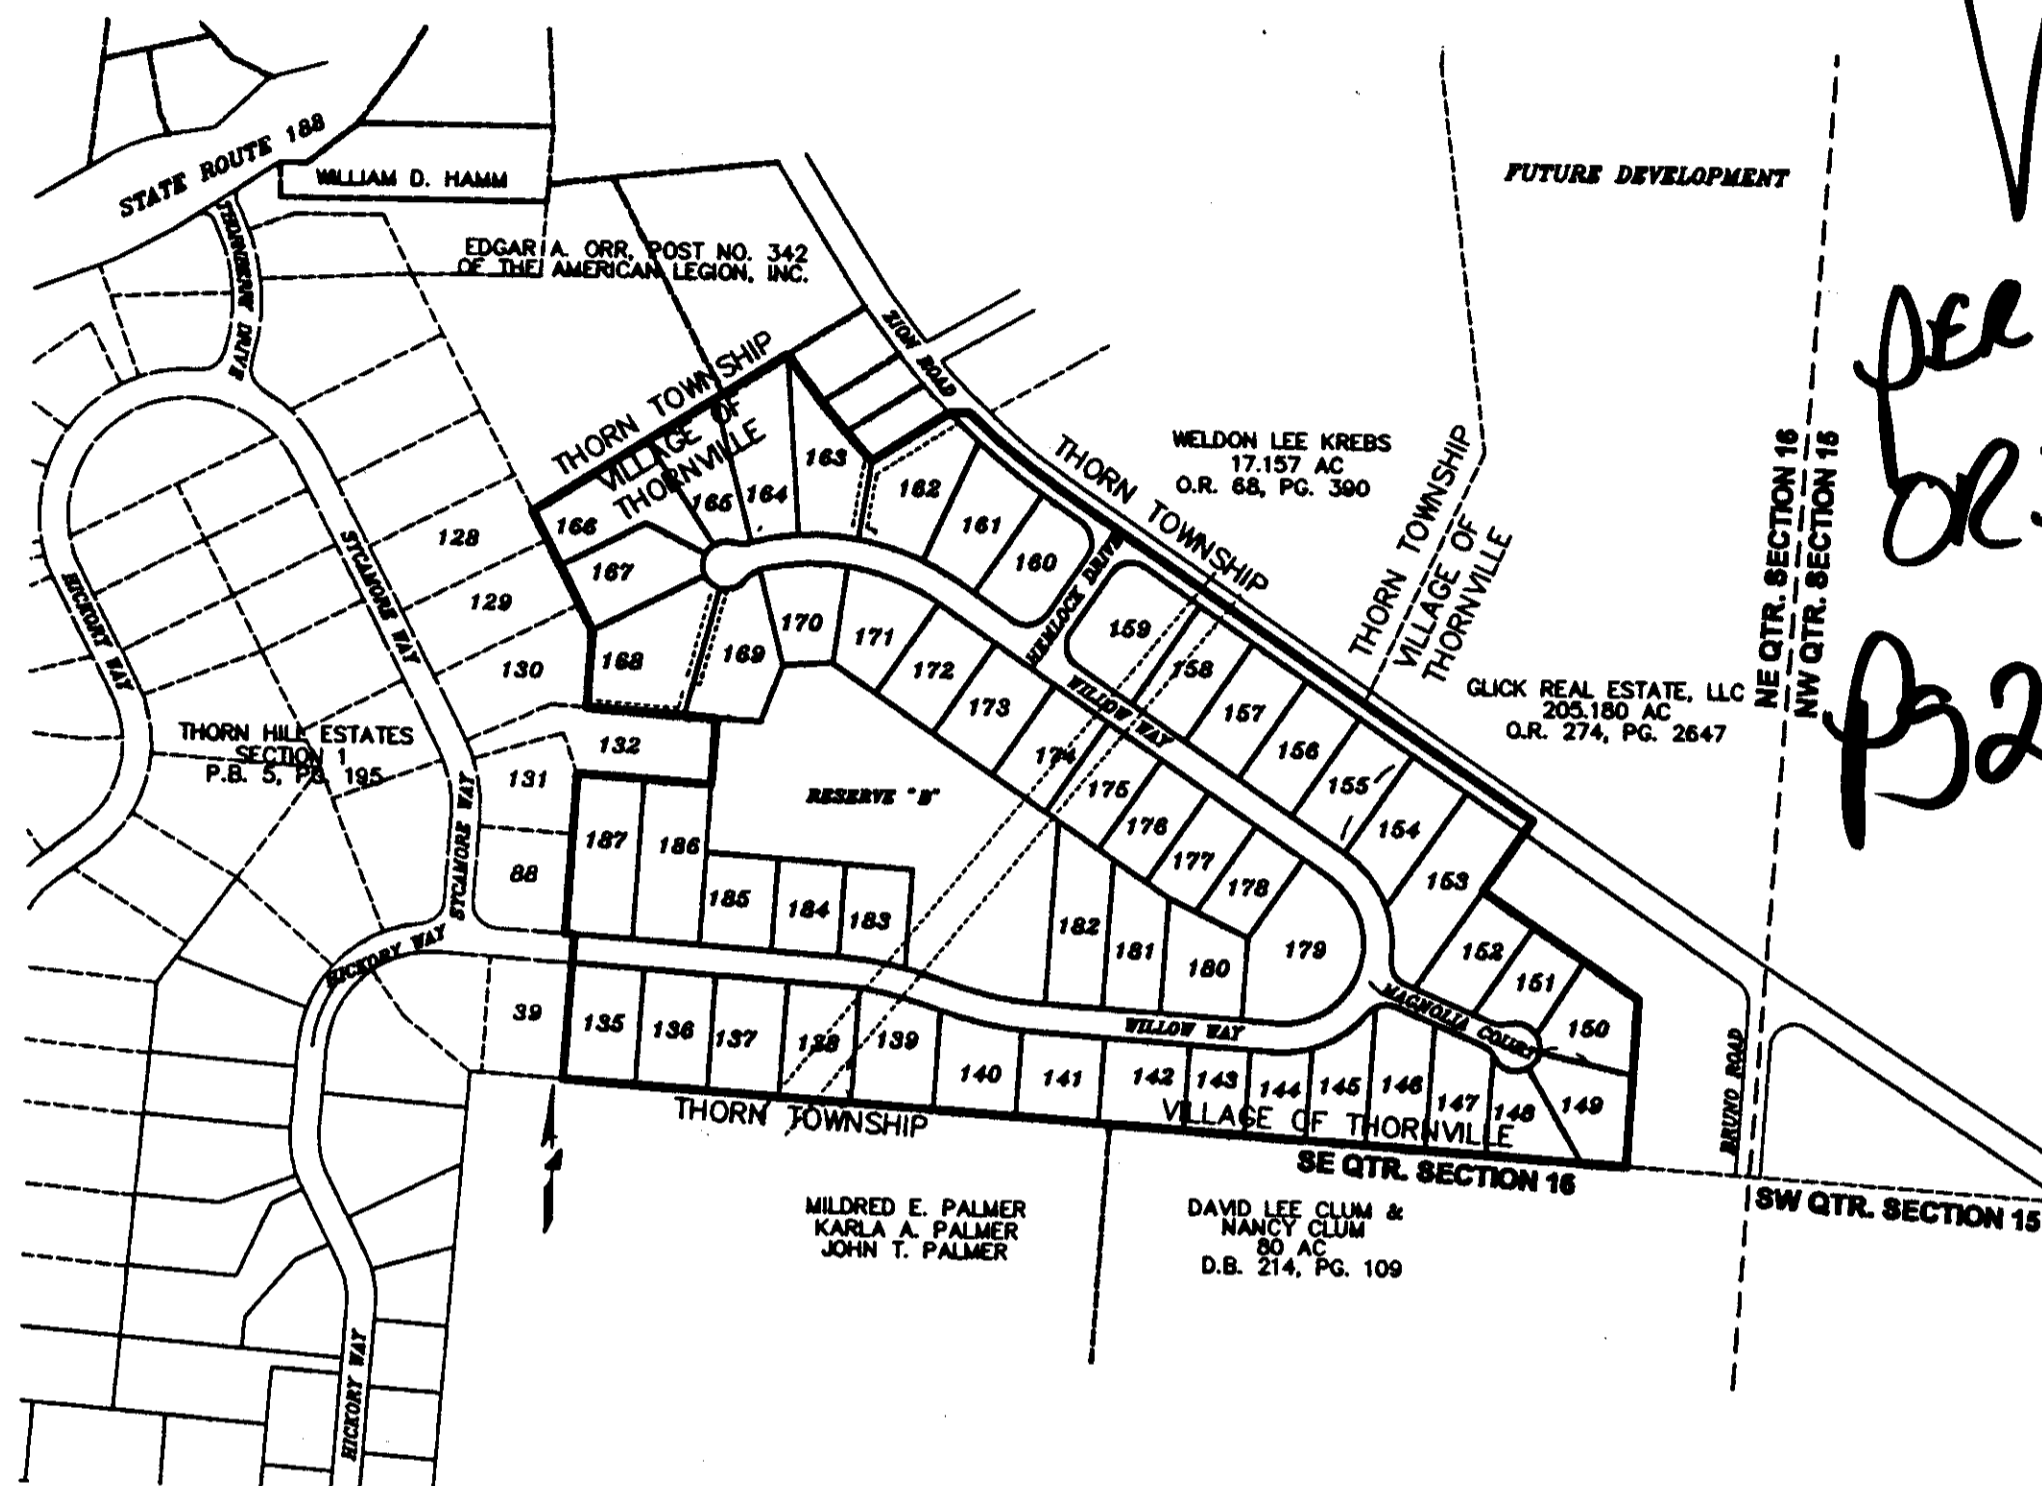 STATE ROUTE 188
WILLIAM D. HAMM
THORNBERRY DRIVE
EDGAR A. ORR, POST NO. 342
OF THE AMERICAN LEGION, INC.
FUTURE DEVELOPMENT
ZION ROAD
THORN TOWNSHIP
VILLAGE OF
THORNVILLE
WELDON LEE KREBS
17.157 AC
O.R. 68, PG. 390
THORN TOWNSHIP
THORN TOWNSHIP
VILLAGE OF
THORNVILLE
NE QTR. SECTION 16
NW QTR. SECTION 15
PER
OR
PG 2
GLICK REAL ESTATE, LLC
205.180 AC
O.R. 274, PG. 2647
HICKORY WAY
SYCAMORE WAY
THORN HILL ESTATES
SECTION 1
P.B. 5, PG. 195
SYCAMORE WAY
HICKORY WAY
HICKORY WAY
128
129
130
131
132
88
39
163
164
165
166
167
168
169
170
171
172
173
174
175
176
177
178
179
180
181
182
183
184
185
186
187
162
161
160
159
158
157
156
155
154
153
152
151
150
149
148
147
146
145
144
143
142
141
140
139
138
137
136
135
HEMLOCK DRIVE
WILLOW WAY
RESERVE "B"
WILLOW WAY
MAGNOLIA COURT
BRUNO ROAD
THORN TOWNSHIP
VILLAGE OF THORNVILLE
SE QTR. SECTION 16
SW QTR. SECTION 15
MILDRED E. PALMER
KARLA A. PALMER
JOHN T. PALMER
DAVID LEE CLUM &
NANCY CLUM
80 AC
D.B. 214, PG. 109